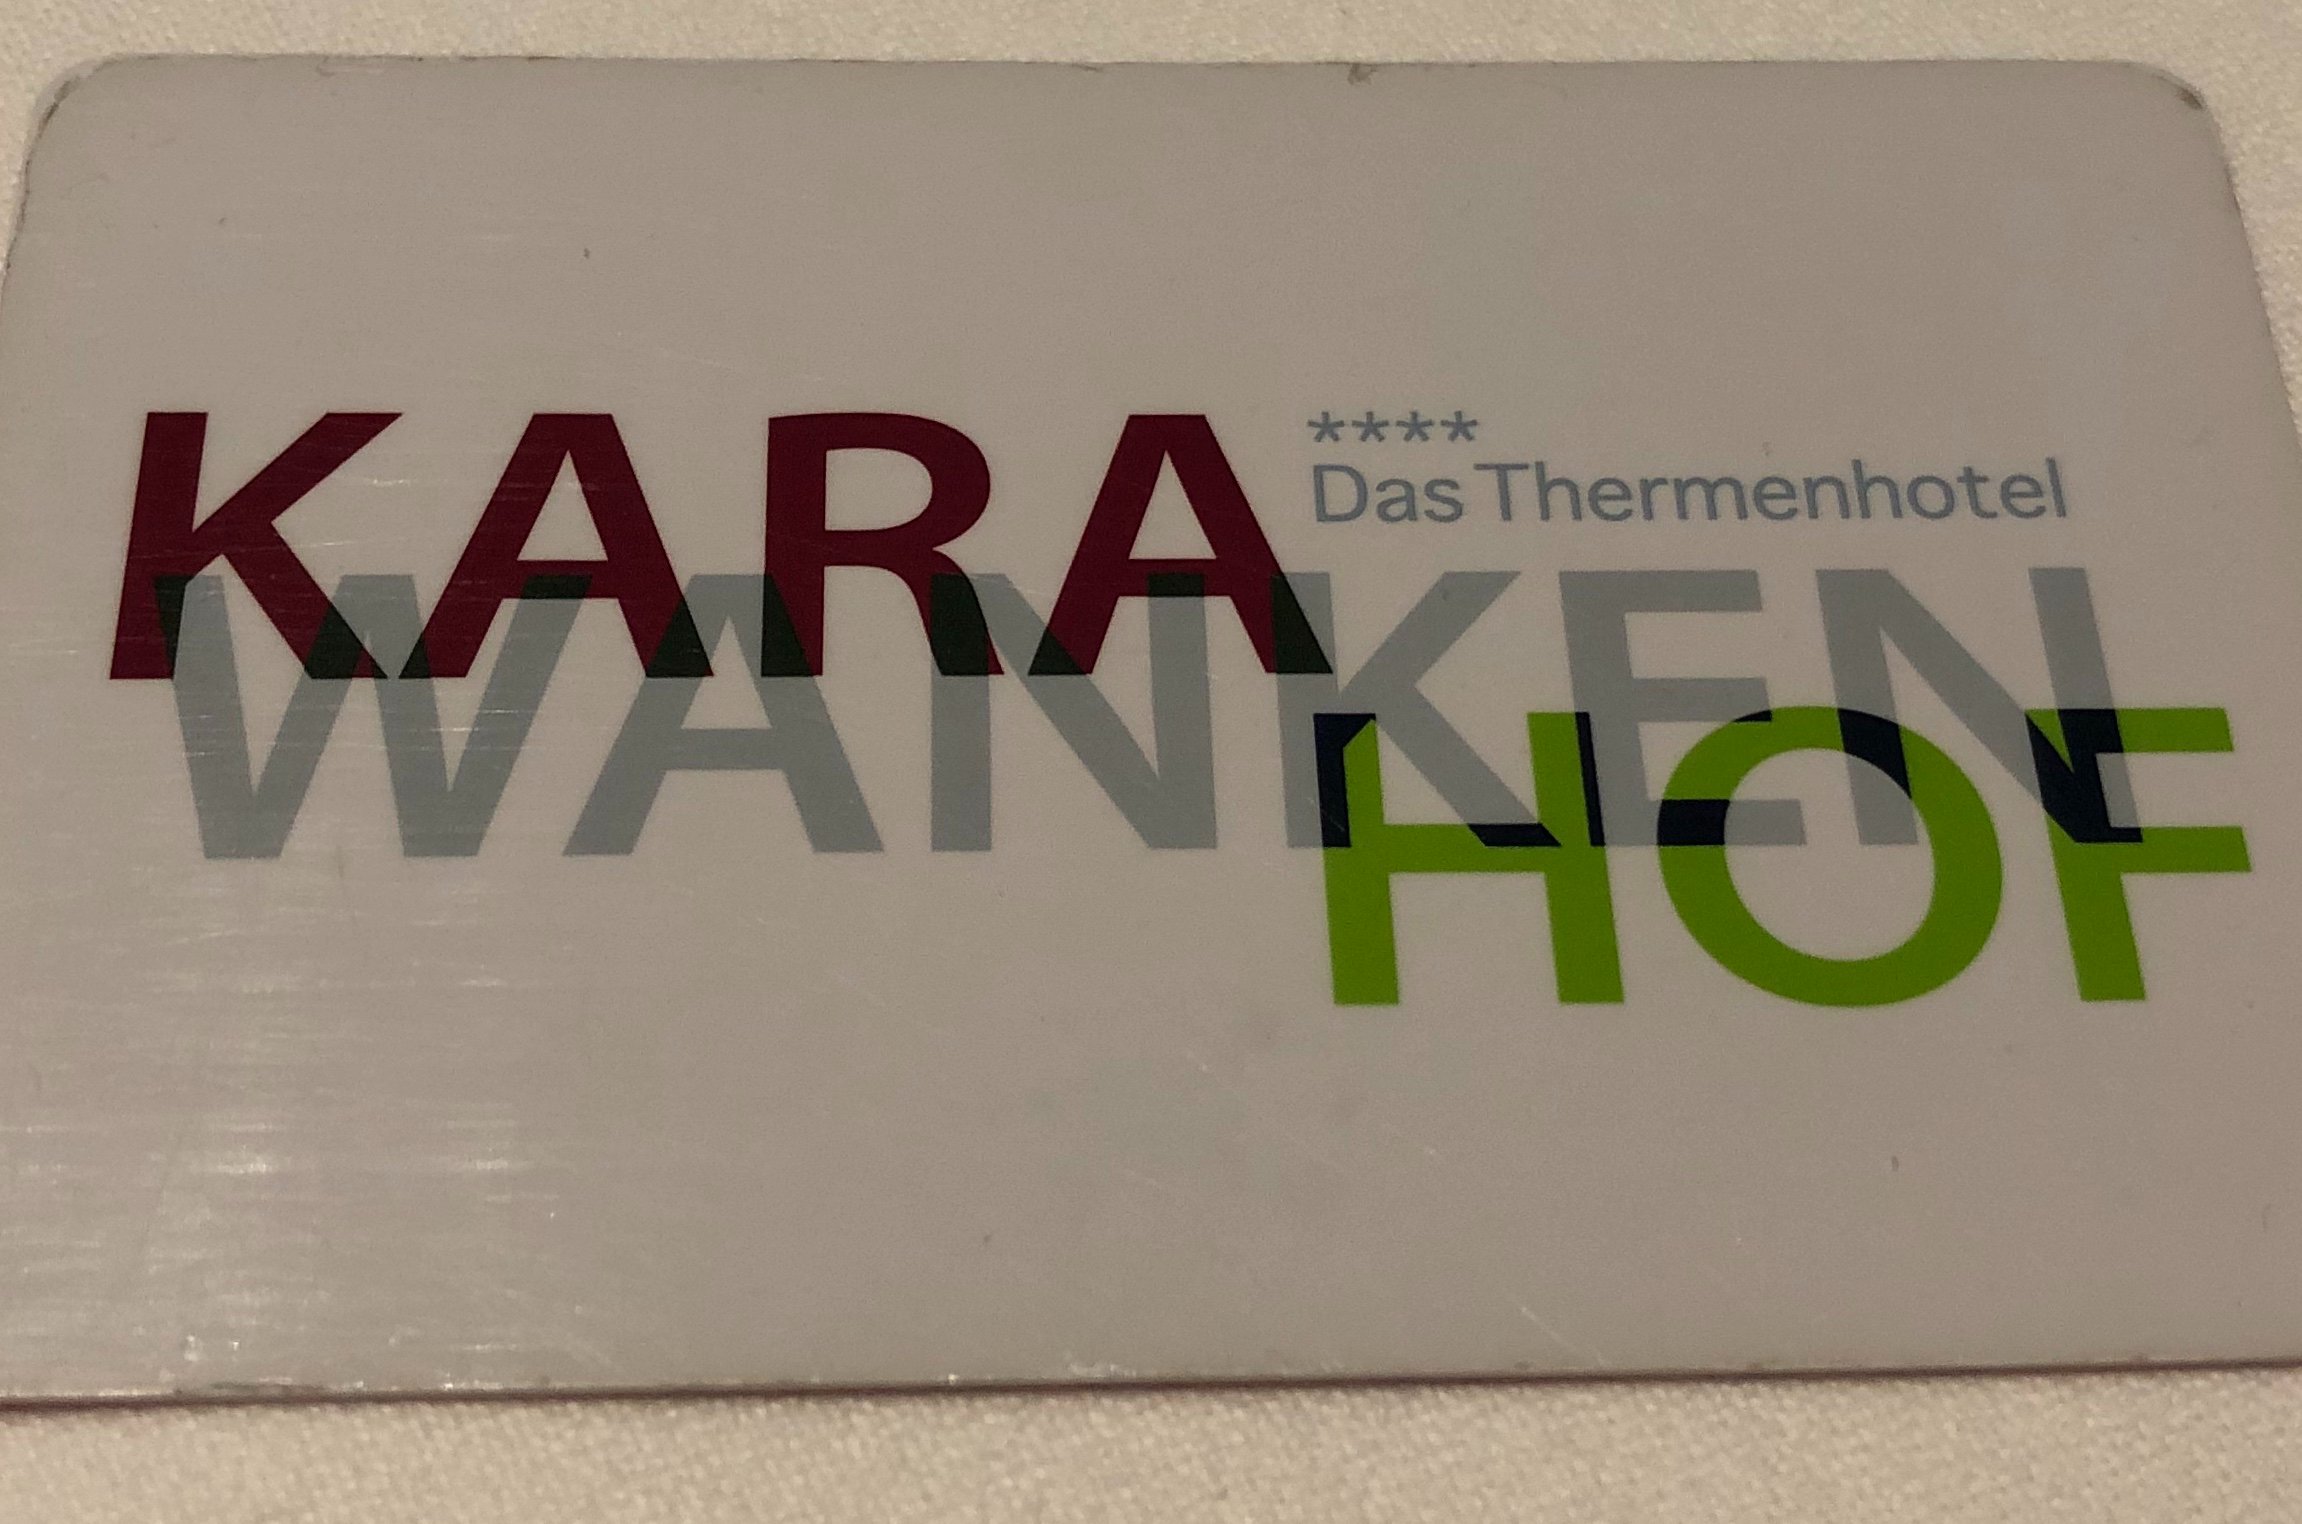 KARA
****
Das Thermenhotel
WANKEN
HOF